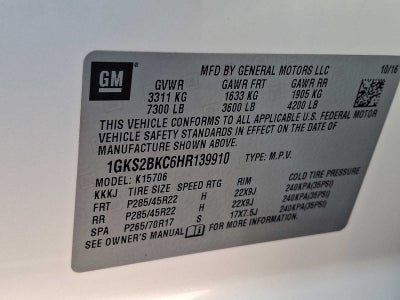 MFD BY GENERAL MOTORS LLC 10/16
GM
GVWR GAWR FRT GAWR RR
3311 KG 1633 KG 1905 KG
7300 LB 3600 LB 4200 LB
THIS VEHICLE CONFORMS TO ALL APPLICABLE U.S. FEDERAL MOTOR
VEHICLE SAFETY STANDARDS IN EFFECT ON THE DATE OF
MANUFACTURE SHOWN ABOVE.
1GKS2BKC6HR139910 TYPE: M.P.V.
MODEL: K15706
KKKJ TIRE SIZE SPEED RTG RIM COLD TIRE PRESSURE
FRT P285/45R22 H 22X9J 240KPA(35PSI)
RR P285/45R22 H 22X9J 240KPA(35PSI)
SPA P265/70R17 S 17X7.5J 240KPA(35PSI)
SEE OWNER'S MANUAL FOR MORE INFORMATION.